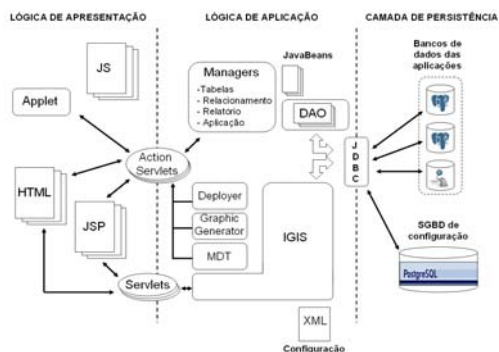 LÓGICA DE APRESENTAÇÃO
LÓGICA DE APLICAÇÃO
CAMADA DE PERSISTÊNCIA
JS
Applet
HTML
JSP
Action
Servlets
Servlets
Managers
-Tabelas
- Relacionamento
- Relatório
- Aplicação
JavaBeans
DAO
Deployer
Graphic
Generator
MDT
IGIS
XML
Configuração
J
D
B
C
Bancos de
dados das
aplicações
SGBD de
configuração
PostgreSQL